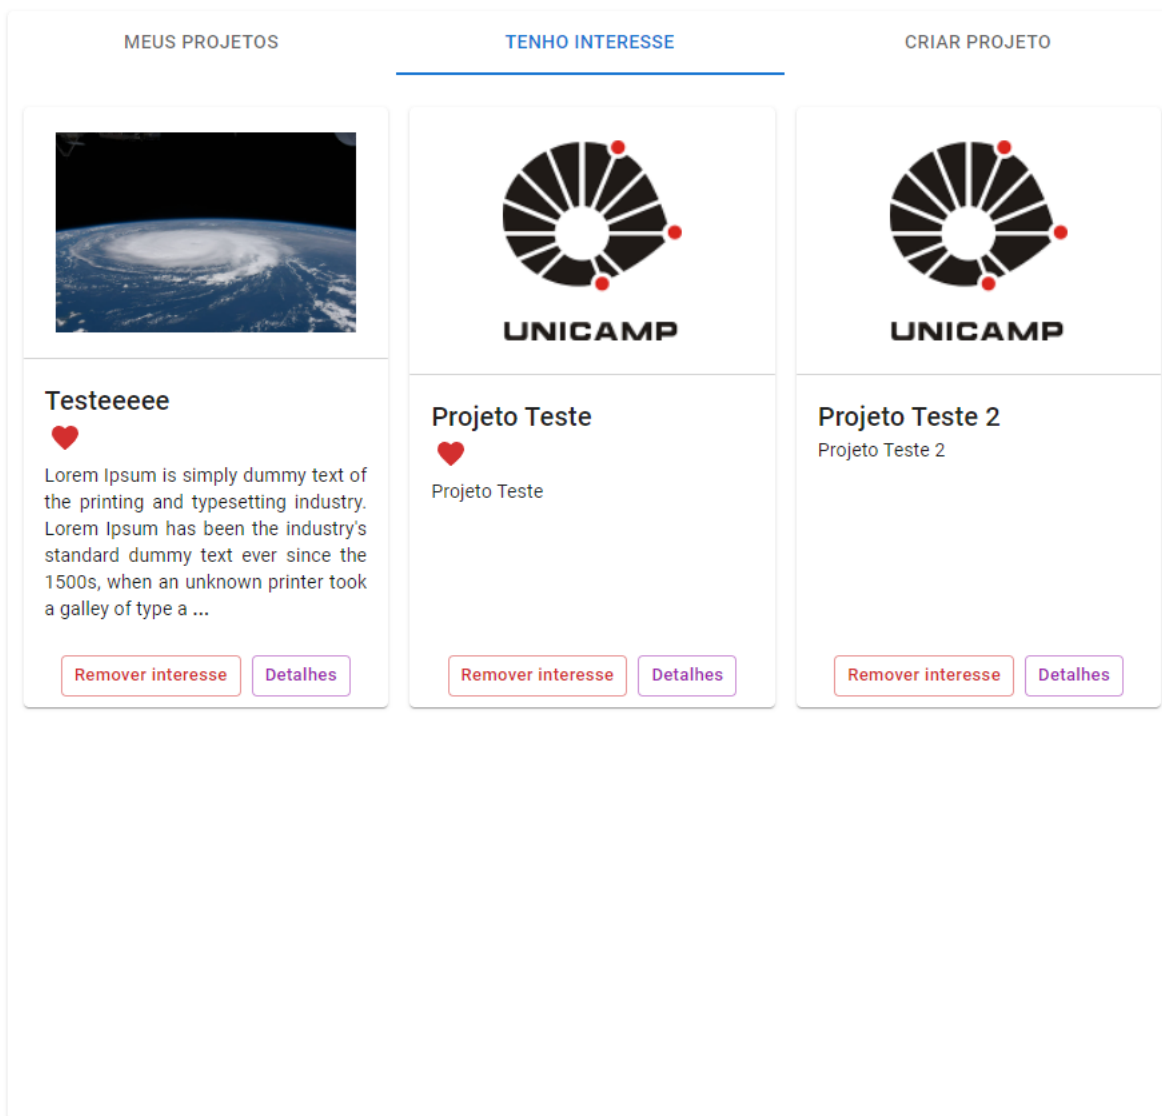 MEUS PROJETOS
TENHO INTERESSE
CRIAR PROJETO
UNICAMP
UNICAMP
Testeeeee
Lorem Ipsum is simply dummy text of
the printing and typesetting industry.
Lorem Ipsum has been the industry's
standard dummy text ever since the
1500s, when an unknown printer took
a galley of type a ...
Remover interesse
Detalhes
Projeto Teste
Projeto Teste
Remover interesse
Detalhes
Projeto Teste 2
Projeto Teste 2
Remover interesse
Detalhes